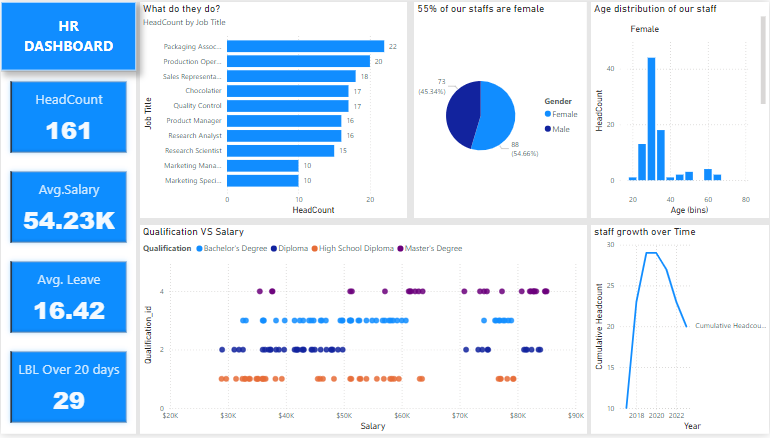 HR
DASHBOARD
HeadCount
161
Avg.Salary
54.23K
Avg. Leave
16.42
LBL Over 20 days
29
What do they do?
HeadCount by Job Title
Job Title
Packaging Assoc...
22
Production Oper...
20
Sales Representa...
18
Chocolatier
17
Quality Control
17
Product Manager
16
Research Analyst
16
Research Scientist
15
Marketing Mana...
10
Marketing Speci...
10
0
10
20
HeadCount
55% of our staffs are female
73
(45.34%)
88
(54.66%)
Gender
Female
Male
Age distribution of our staff
Female
HeadCount
40
20
0
20
40
60
80
Age (bins)
Qualification VS Salary
Qualification Bachelor's Degree Diploma High School Diploma Master's Degree
Qualification_id
4
2
0
$20K $30K $40K $50K $60K $70K $80K $90K
Salary
staff growth over Time
Cumulative Headcount
30
25
20
15
10
Cumulative Headcou...
2018 2020 2022
Year